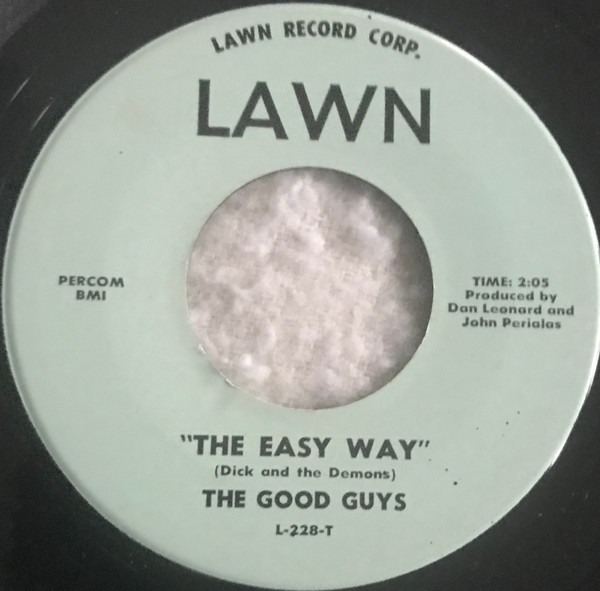 LAWN RECORD CORP.
LAWN
PERCOM
BMI
TIME: 2:05
Produced by
Dan Leonard and
John Perialas
"THE EASY WAY"
(Dick and the Demons)
THE GOOD GUYS
L-228-T